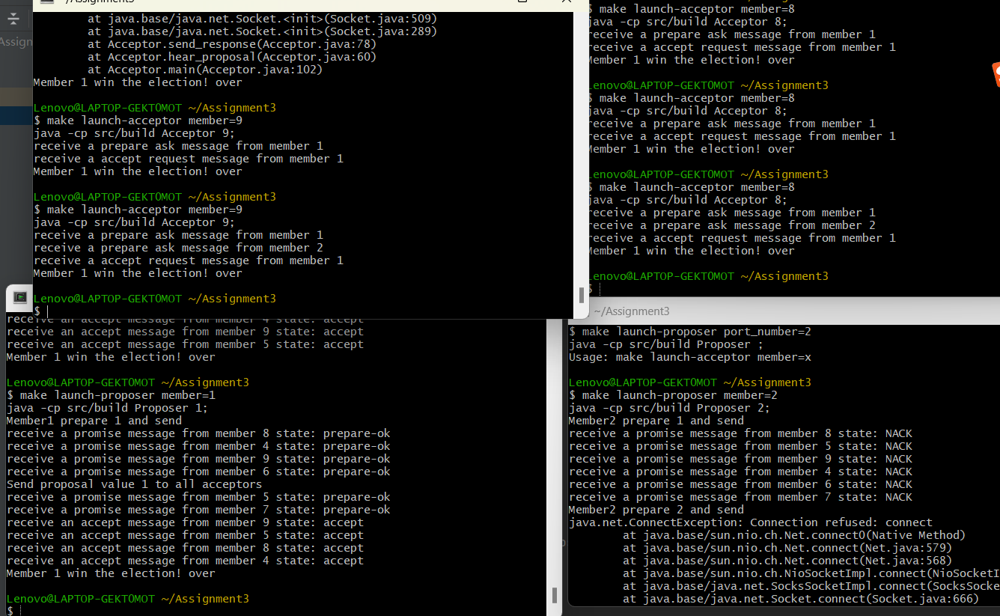 ~/Assignment3
Assign
at java.base/java.net.Socket.<init>(Socket.java:509)
at java.base/java.net.Socket.<init>(Socket.java:289)
at Acceptor.send_response(Acceptor.java:78)
at Acceptor.hear_proposal(Acceptor.java:60)
at Acceptor.main(Acceptor.java:102)
Member 1 win the election! over
Lenovo@LAPTOP-GEKT0MOT ~/Assignment3
$ make launch-acceptor member=9
java -cp src/build Acceptor 9;
receive a prepare ask message from member 1
receive a accept request message from member 1
Member 1 win the election! over
Lenovo@LAPTOP-GEKT0MOT ~/Assignment3
$ make launch-acceptor member=9
java -cp src/build Acceptor 9;
receive a prepare ask message from member 1
receive a prepare ask message from member 2
receive a accept request message from member 1
Member 1 win the election! over
Lenovo@LAPTOP-GEKT0MOT ~/Assignment3
$
$ make launch-acceptor member=8
java -cp src/build Acceptor 8;
receive a prepare ask message from member 1
receive a accept request message from member 1
Member 1 win the election! over
Lenovo@LAPTOP-GEKT0MOT ~/Assignment3
$ make launch-acceptor member=8
java -cp src/build Acceptor 8;
receive a prepare ask message from member 1
receive a accept request message from member 1
Member 1 win the election! over
Lenovo@LAPTOP-GEKT0MOT ~/Assignment3
$ make launch-acceptor member=8
java -cp src/build Acceptor 8;
receive a prepare ask message from member 1
receive a prepare ask message from member 2
receive a accept request message from member 1
Member 1 win the election! over
Lenovo@LAPTOP-GEKT0MOT ~/Assignment3
$
receive an accept message from member 4 state: accept
receive an accept message from member 9 state: accept
receive an accept message from member 5 state: accept
Member 1 win the election! over
Lenovo@LAPTOP-GEKT0MOT ~/Assignment3
$ make launch-proposer member=1
java -cp src/build Proposer 1;
Member1 prepare 1 and send
receive a promise message from member 8 state: prepare-ok
receive a promise message from member 4 state: prepare-ok
receive a promise message from member 9 state: prepare-ok
receive a promise message from member 6 state: prepare-ok
Send proposal value 1 to all acceptors
receive a promise message from member 5 state: prepare-ok
receive a promise message from member 7 state: prepare-ok
receive an accept message from member 9 state: accept
receive an accept message from member 5 state: accept
receive an accept message from member 8 state: accept
receive an accept message from member 4 state: accept
Member 1 win the election! over
Lenovo@LAPTOP-GEKT0MOT ~/Assignment3
$
~/Assignment3
$ make launch-proposer port_number=2
java -cp src/build Proposer ;
Usage: make launch-acceptor member=x
Lenovo@LAPTOP-GEKT0MOT ~/Assignment3
$ make launch-proposer member=2
java -cp src/build Proposer 2;
Member2 prepare 1 and send
receive a promise message from member 8 state: NACK
receive a promise message from member 5 state: NACK
receive a promise message from member 9 state: NACK
receive a promise message from member 4 state: NACK
receive a promise message from member 6 state: NACK
receive a promise message from member 7 state: NACK
Member2 prepare 2 and send
java.net.ConnectException: Connection refused: connect
at java.base/sun.nio.ch.Net.connect0(Native Method)
at java.base/sun.nio.ch.Net.connect(Net.java:579)
at java.base/sun.nio.ch.Net.connect(Net.java:568)
at java.base/sun.nio.ch.NioSocketImpl.connect(NioSocketI
at java.base/java.net.SocksSocketImpl.connect(SocksSocke
at java.base/java.net.Socket.connect(Socket.java:666)